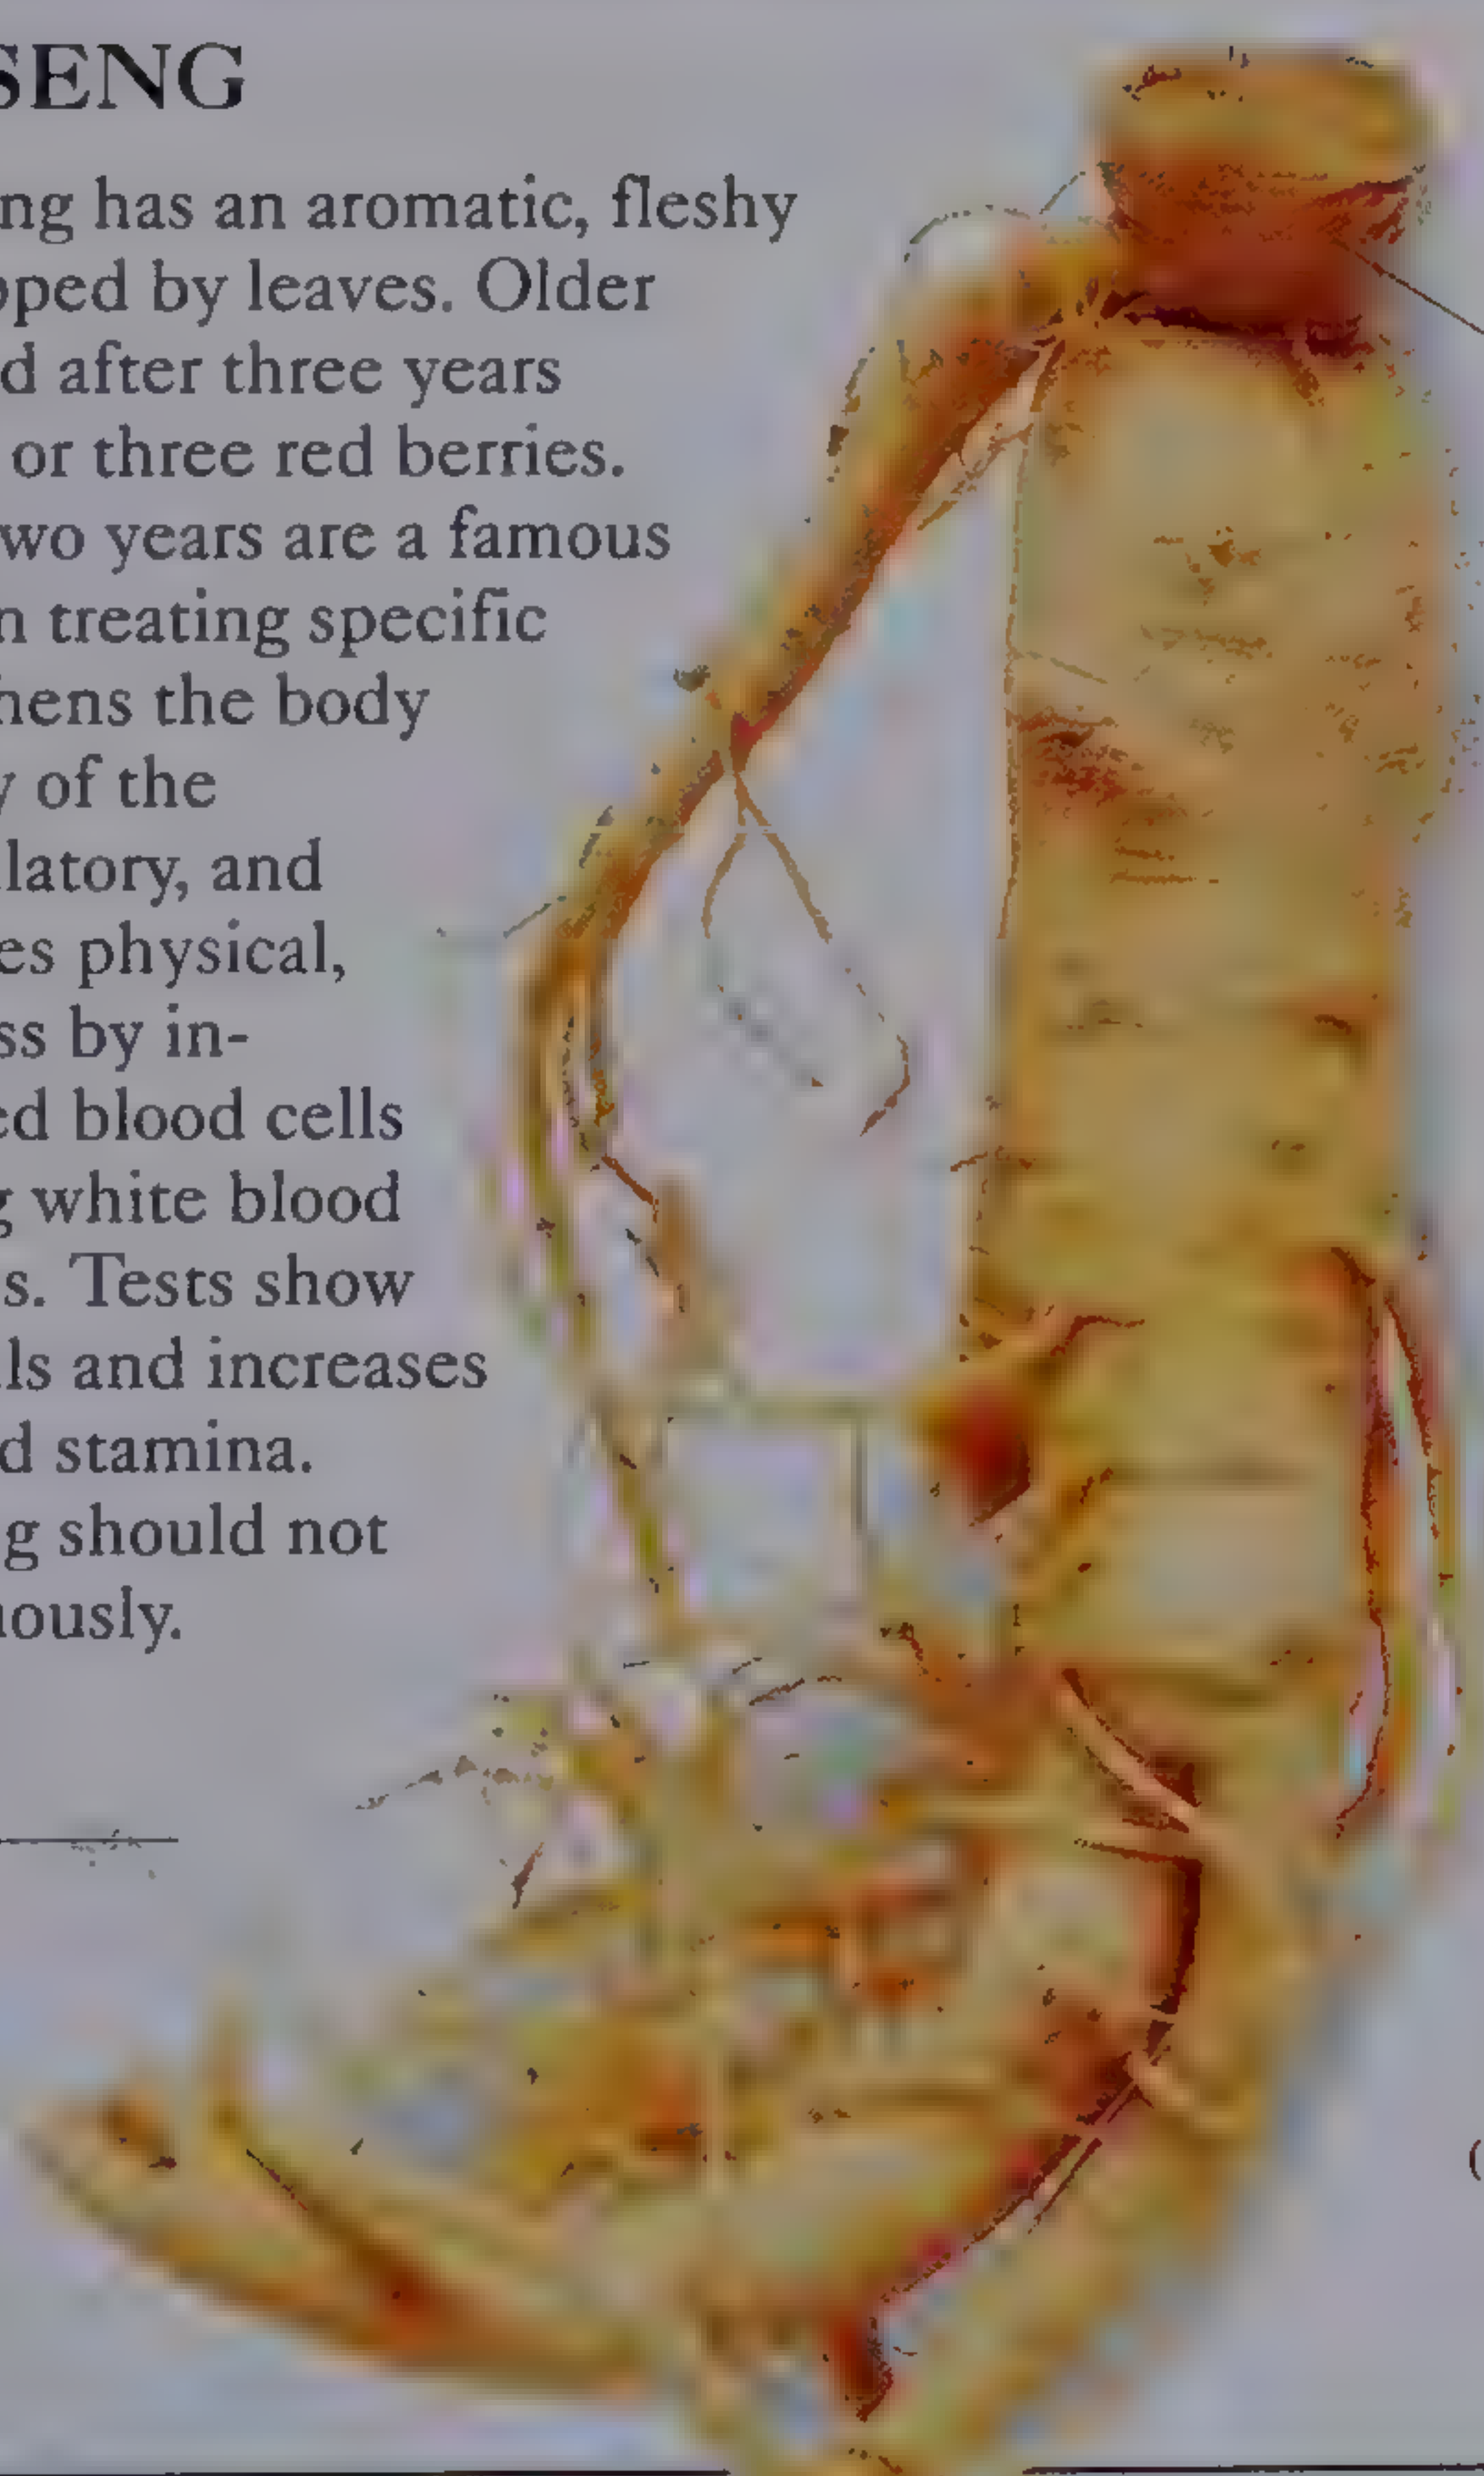 SENG
ng has an aromatic, fleshy
pped by leaves. Older
d after three years
or three red berries.
wo years are a famous
n treating specific
hens the body
y of the
latory, and
es physical,
ss by in-
ed blood cells
g white blood
s. Tests show
ls and increases
d stamina.
g should not
ously.
(